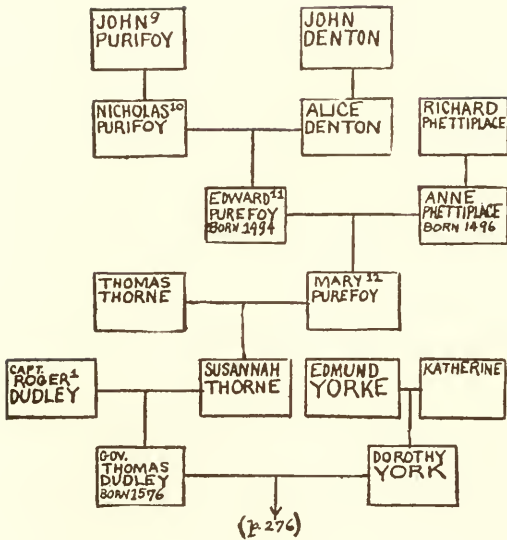 JOHN⁹
PURIFOY
JOHN
DENTON
NICHOLAS¹⁰
PURIFOY
ALICE
DENTON
RICHARD
PHETTIPLACE
EDWARD¹¹
PUREFOY
BORN 1494
ANNE
PHETTIPLACE
BORN 1496
THOMAS
THORNE
MARY¹²
PUREFOY
CAPT.
ROGER¹
DUDLEY
SUSANNAH
THORNE
EDMUND
YORKE
KATHERINE
GOV.
THOMAS
DUDLEY
BORN 1576
DOROTHY
YORK
(p. 276)